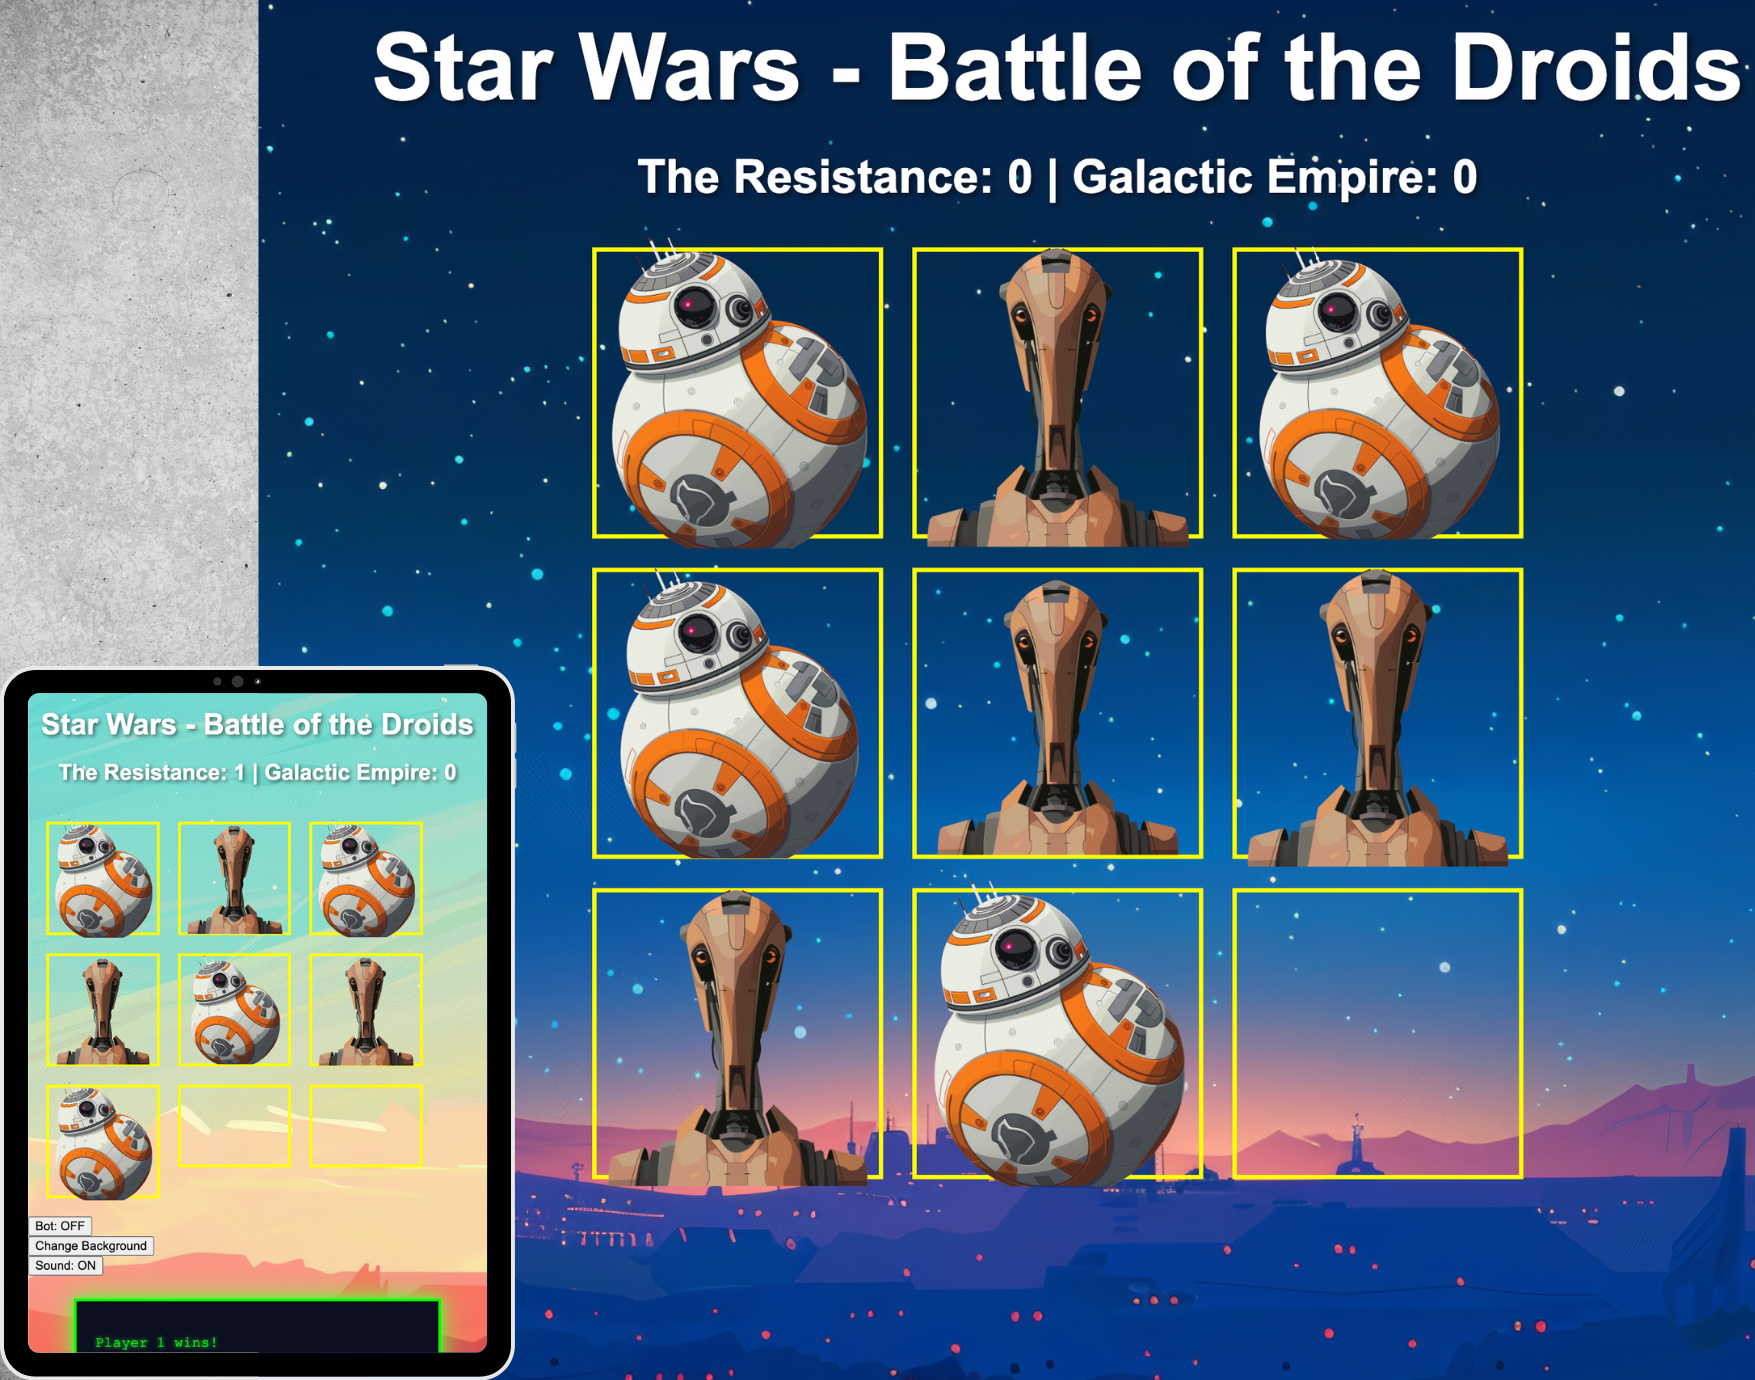 Star Wars - Battle of the Droids
The Resistance: 0 | Galactic Empire: 0
Star Wars - Battle of the Droids
The Resistance: 1 | Galactic Empire: 0
Bot: OFF
Change Background
Sound: ON
Player 1 wins!